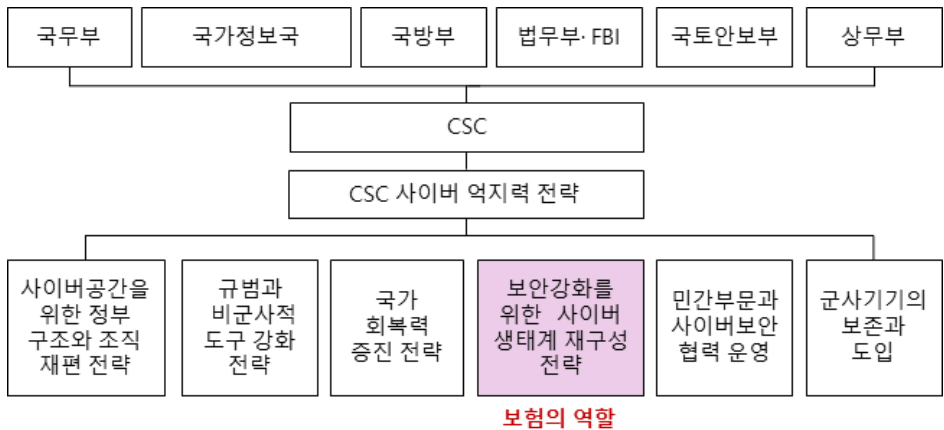 국무부
국가정보국
국방부
법무부· FBI
국토안보부
상무부
CSC
CSC 사이버 억지력 전략
사이버공간을
위한 정부
구조와 조직
재편 전략
규범과
비군사적
도구 강화
전략
국가
회복력
증진 전략
보안강화를
위한 사이버
생태계 재구성
전략
민간부문과
사이버보안
협력 운영
군사기기의
보존과
도입
보험의 역할